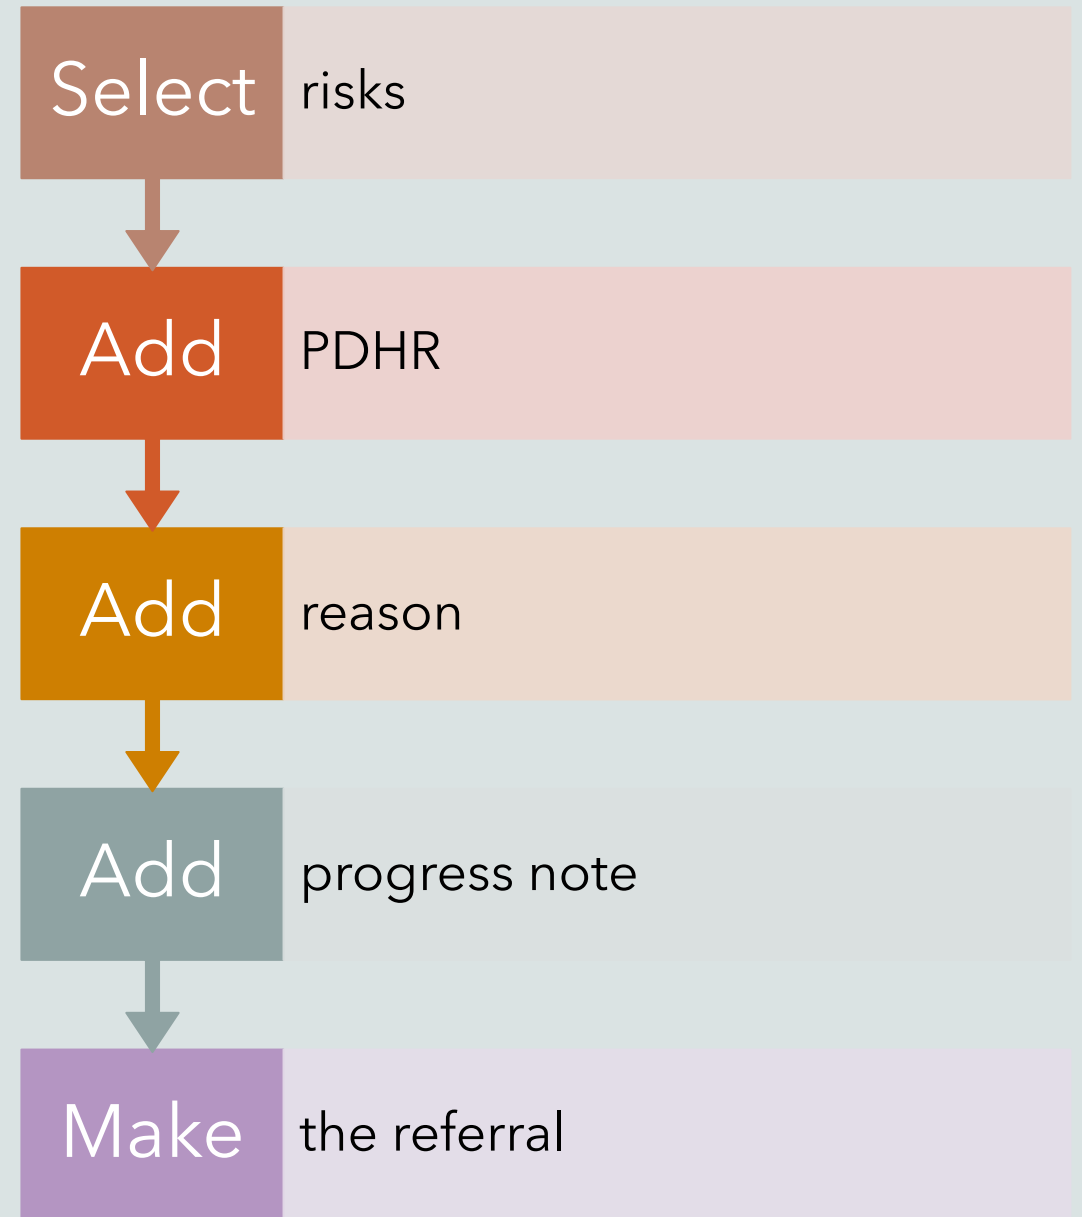 Select risks
Add PDHR
Add reason
Add progress note
Make the referral